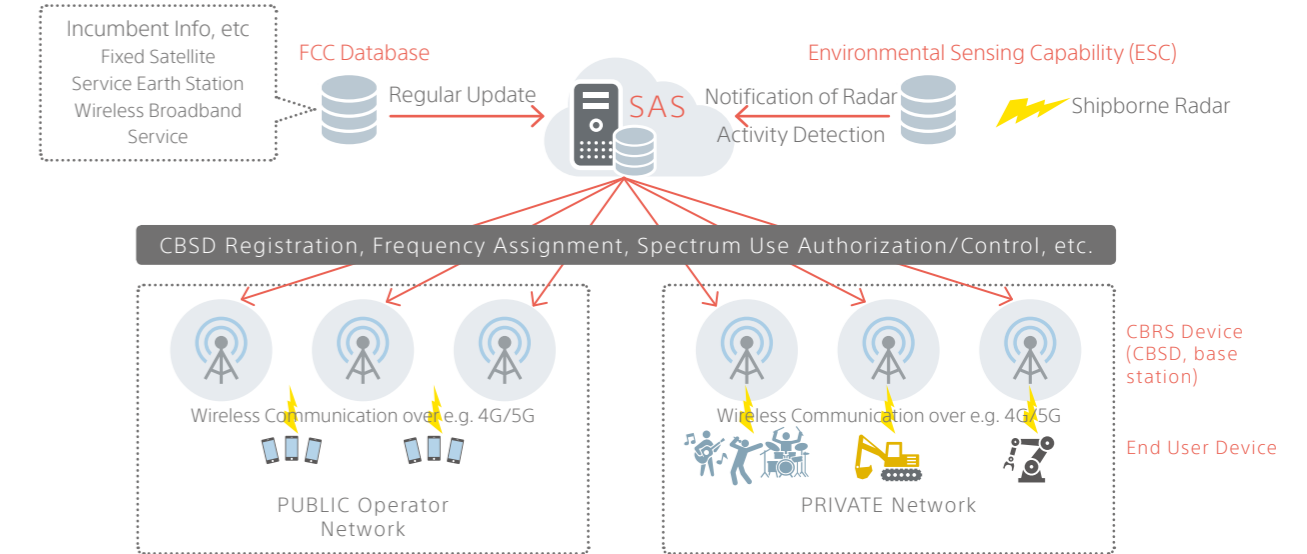 Incumbent Info, etc
Fixed Satellite
Service Earth Station
Wireless Broadband
Service
FCC Database
Regular Update
SAS
Environmental Sensing Capability (ESC)
Notification of Radar
Activity Detection
Shipborne Radar
CBSD Registration, Frequency Assignment, Spectrum Use Authorization/Control, etc.
Wireless Communication over e.g. 4G/5G
PUBLIC Operator
Network
Wireless Communication over e.g. 4G/5G
PRIVATE Network
CBRS Device
(CBSD, base
station)
End User Device